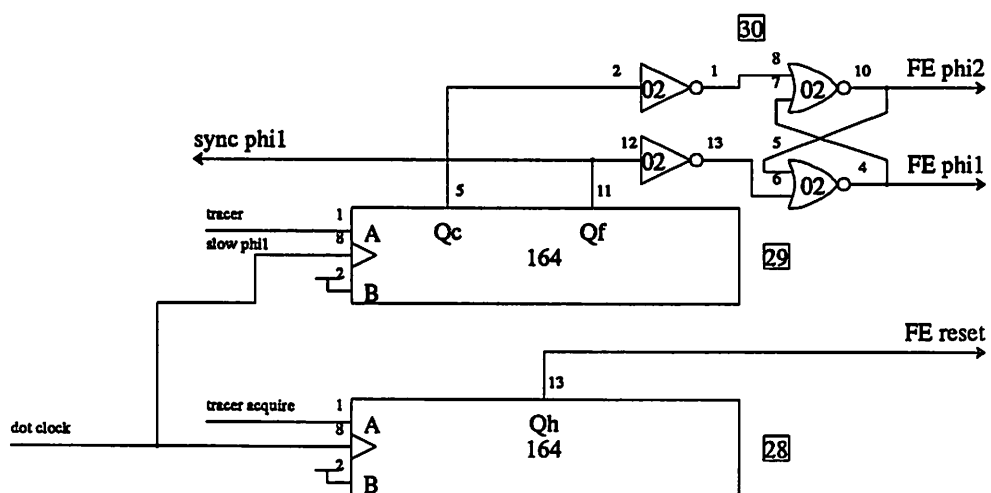 30
8
2
1
10
FE phi2
02
7
02
sync phi1
12
13
5
4
02
6
02
FE phi1
5
11
tracer
1
A
Qc
Qf
8
slow phi1
164
29
2
B
FE reset
13
tracer acquire
1
A
Qh
dot clock
8
164
28
2
B